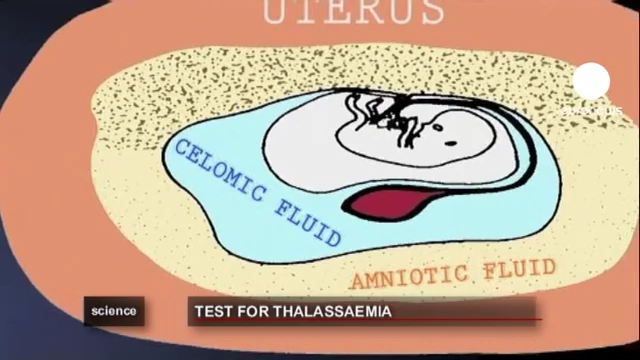 UTERUS
CELOMIC FLUID
AMNIOTIC FLUID
science
TEST FOR THALASSAEMIA